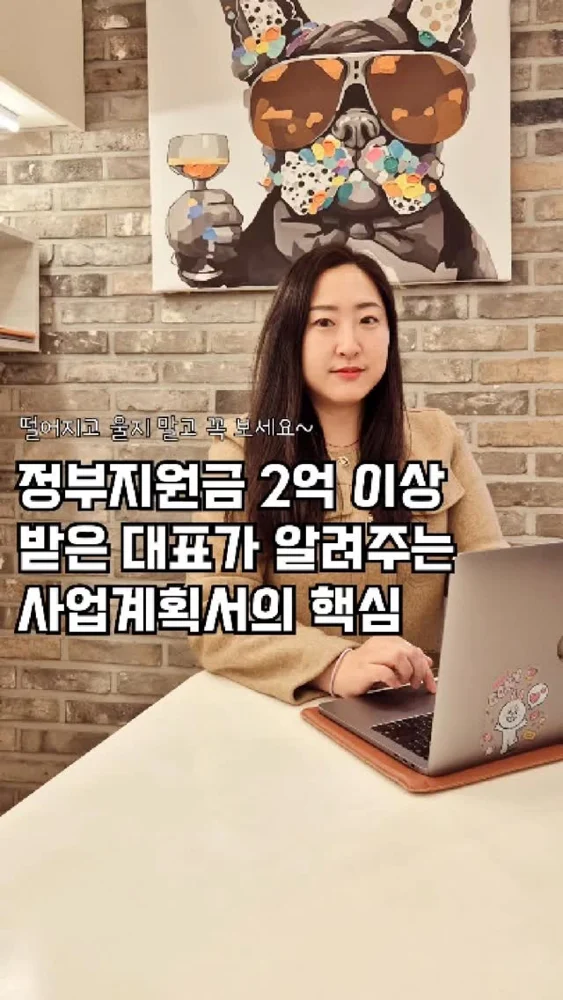 떨어지고 울지 말고 꼭 보세요~
정부지원금 2억 이상
받은 대표가 알려주는
사업계획서의 핵심